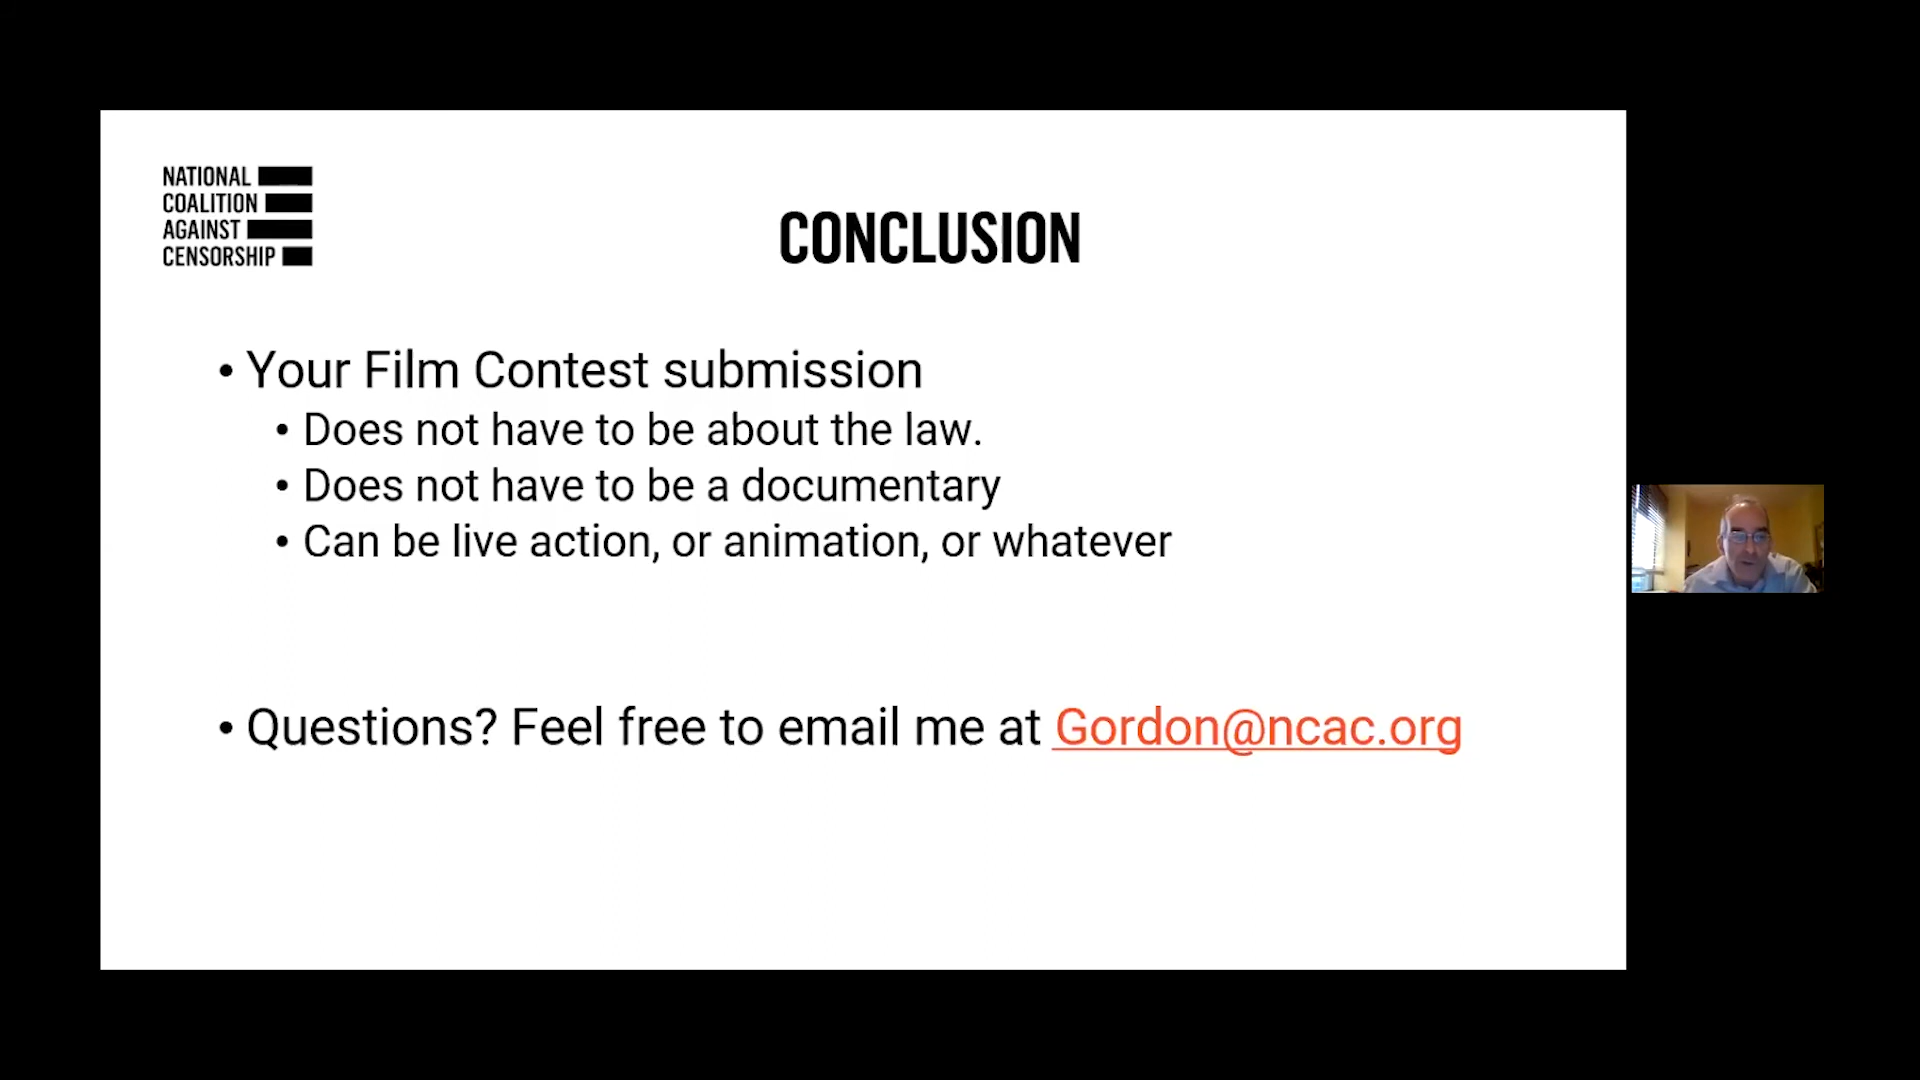 NATIONAL
COALITION
AGAINST
CENSORSHIP
CONCLUSION
• Your Film Contest submission
• Does not have to be about the law.
• Does not have to be a documentary
• Can be live action, or animation, or whatever
• Questions? Feel free to email me at Gordon@ncac.org